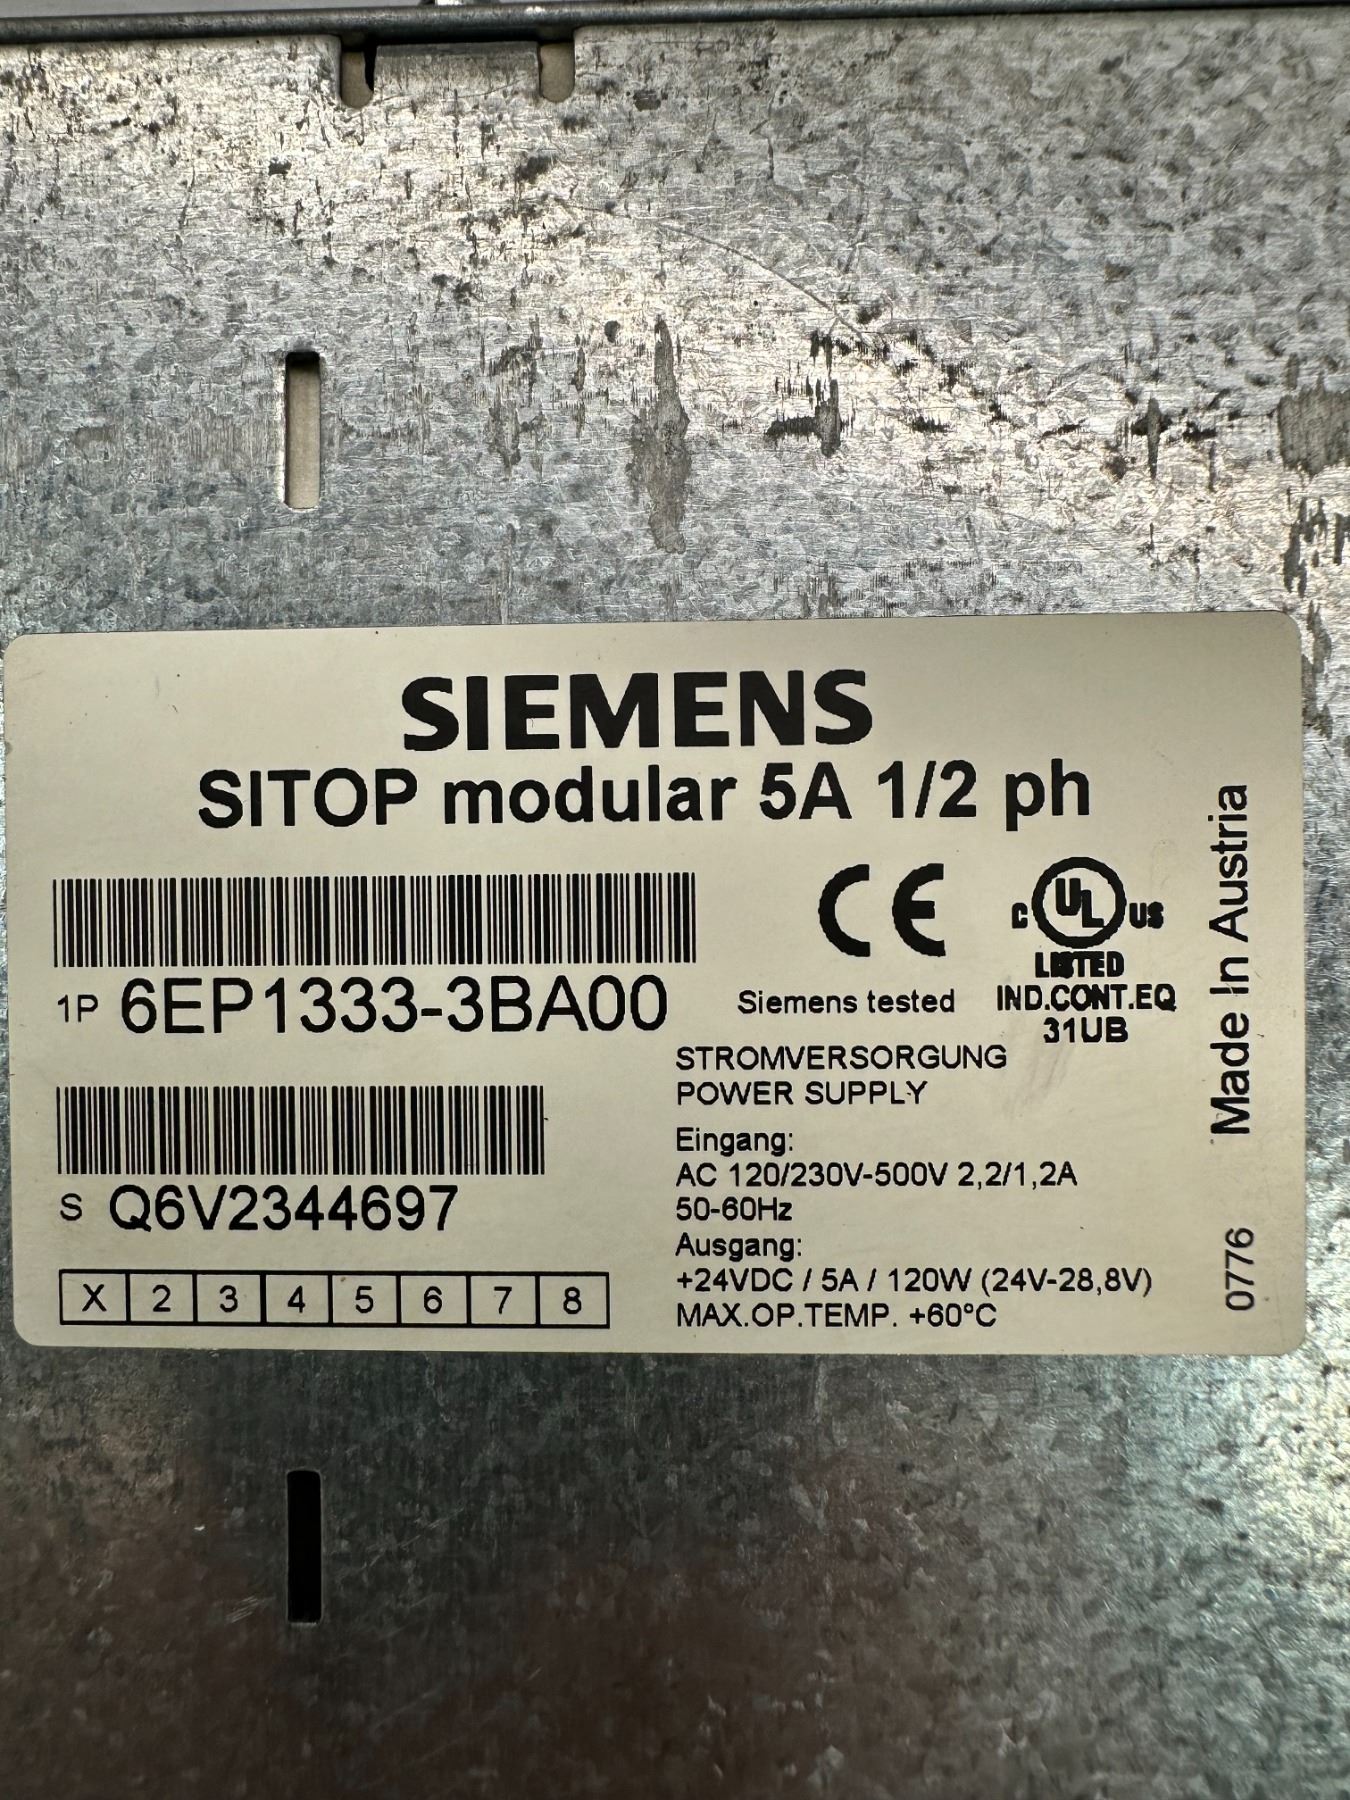 SIEMENS
SITOP modular 5A 1/2 ph
1P 6EP1333-3BA00
CE
C UL US
LISTED
Siemens tested
IND.CONT.EQ
31UB
STROMVERSORGUNG
POWER SUPPLY
S Q6V2344697
Eingang:
AC 120/230V-500V 2,2/1,2A
50-60Hz
Ausgang:
+24VDC / 5A / 120W (24V-28,8V)
MAX.OP.TEMP. +60°C
X 2 3 4 5 6 7 8
Made In Austria
0776